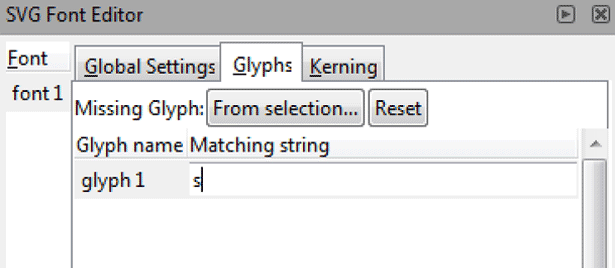 SVG Font Editor
Font Global Settings Glyphs Kerning
font 1 Missing Glyph: From selection... Reset
Glyph name Matching string
glyph 1 s